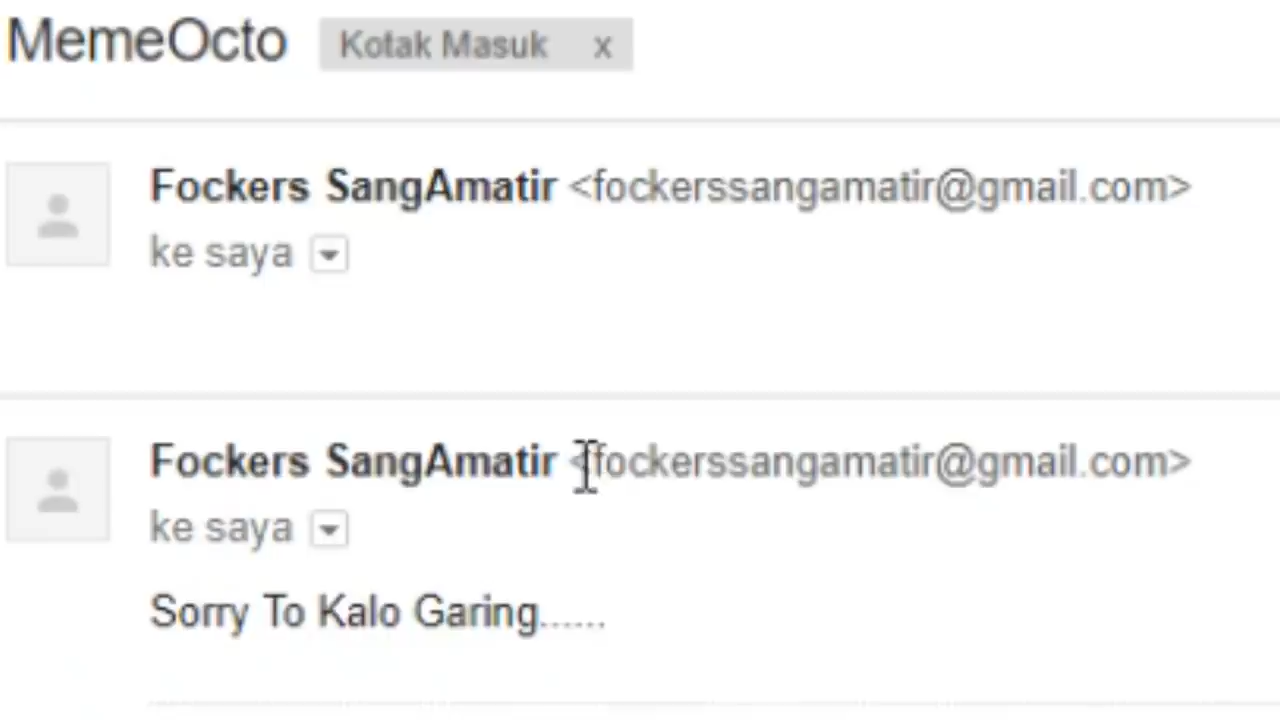 MemeOcto Kotak Masuk x
Fockers SangAmatir <fockerssangamatir@gmail.com>
ke saya
Fockers SangAmatir <fockerssangamatir@gmail.com>
ke saya
Sorry To Kalo Garing......